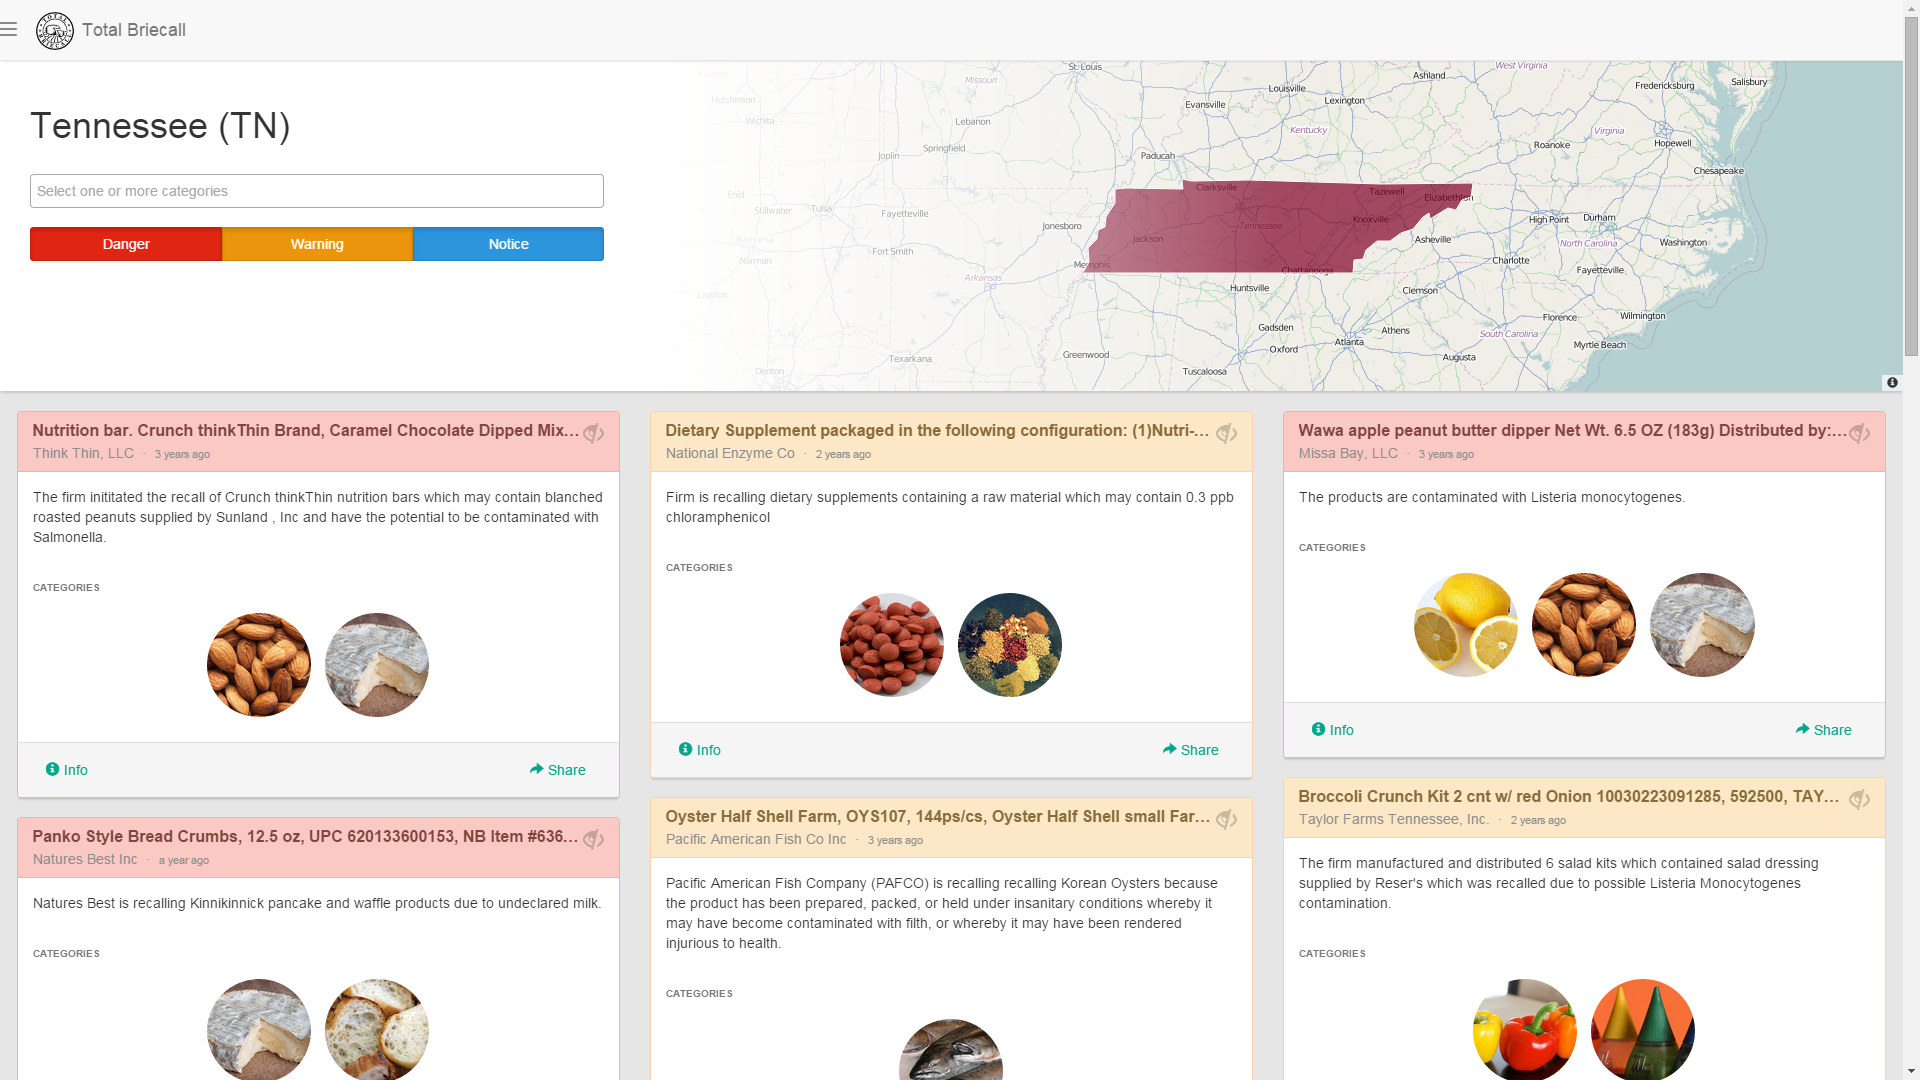 Total Briecall
Tennessee (TN)
Select one or more categories
Danger
Warning
Notice
Kansas
Hutchinson
Wichita
Enid
Stillwater
Tulsa
Oklahoma
Norman
Lawton
Joplin
Springfield
Lebanon
Missouri
St. Louis
Fayetteville
Fort Smith
Arkansas
Texarkana
Denton
Jonesboro
Memphis
Greenwood
Paducah
Evansville
Louisville
Lexington
Ashland
West Virginia
Kentucky
Clarksville
Tazewell
Elizabethton
Knoxville
Tennessee
Jackson
Chattanooga
Huntsville
Gadsden
Oxford
Tuscaloosa
Atlanta
Athens
Augusta
Clemson
Asheville
Charlotte
High Point
Durham
North Carolina
Fayetteville
Washington
Roanoke
Virginia
Hopewell
Fredericksburg
Salisbury
Chesapeake
Wilmington
Florence
South Carolina
Myrtle Beach
Nutrition bar. Crunch thinkThin Brand, Caramel Chocolate Dipped Mix...
Think Thin, LLC · 3 years ago
The firm inititated the recall of Crunch thinkThin nutrition bars which may contain blanched
roasted peanuts supplied by Sunland , Inc and have the potential to be contaminated with
Salmonella.
CATEGORIES
Info
Share
Panko Style Bread Crumbs, 12.5 oz, UPC 620133600153, NB Item #636...
Natures Best Inc · a year ago
Natures Best is recalling Kinnikinnick pancake and waffle products due to undeclared milk.
CATEGORIES
Dietary Supplement packaged in the following configuration: (1)Nutri-...
National Enzyme Co · 2 years ago
Firm is recalling dietary supplements containing a raw material which may contain 0.3 ppb
chloramphenicol
CATEGORIES
Info
Share
Oyster Half Shell Farm, OYS107, 144ps/cs, Oyster Half Shell small Far...
Pacific American Fish Co Inc · 3 years ago
Pacific American Fish Company (PAFCO) is recalling recalling Korean Oysters because
the product has been prepared, packed, or held under insanitary conditions whereby it
may have become contaminated with filth, or whereby it may have been rendered
injurious to health.
CATEGORIES
Wawa apple peanut butter dipper Net Wt. 6.5 OZ (183g) Distributed by:...
Missa Bay, LLC · 3 years ago
The products are contaminated with Listeria monocytogenes.
CATEGORIES
Info
Share
Broccoli Crunch Kit 2 cnt w/ red Onion 10030223091285, 592500, TAY...
Taylor Farms Tennessee, Inc. · 2 years ago
The firm manufactured and distributed 6 salad kits which contained salad dressing
supplied by Reser's which was recalled due to possible Listeria Monocytogenes
contamination.
CATEGORIES